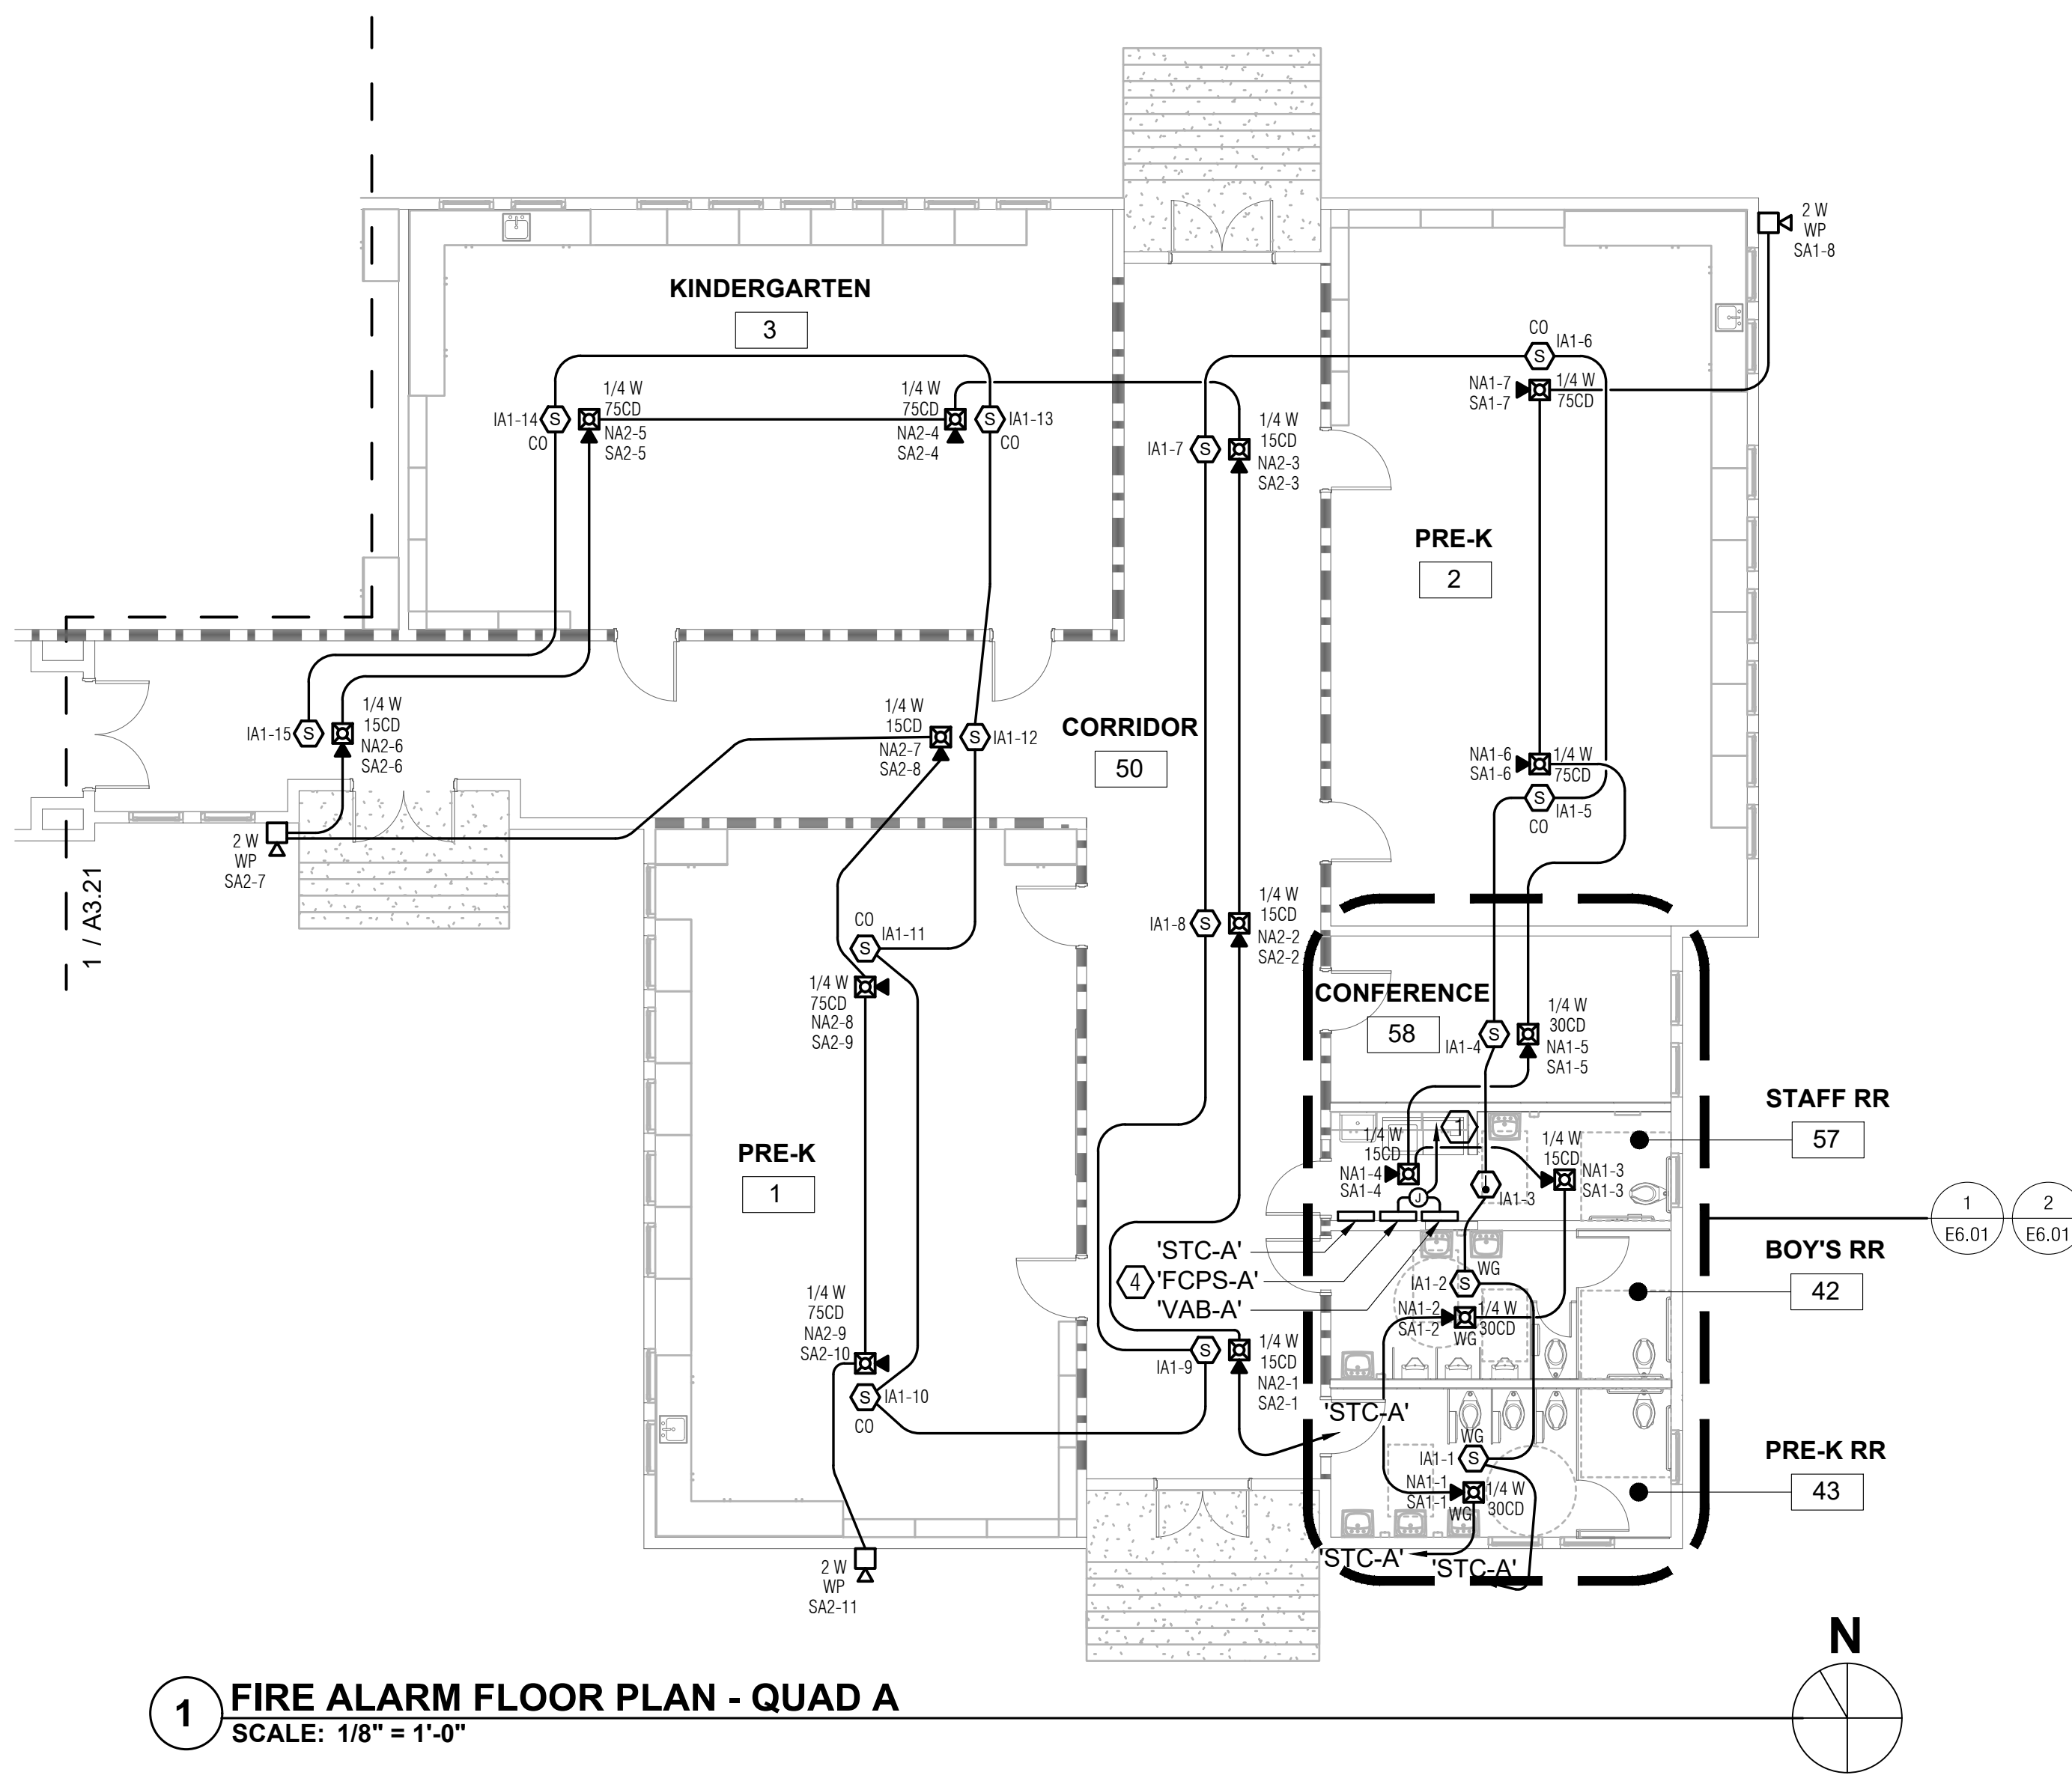 2 W
WP
SA1-8
KINDERGARTEN
3
CO
IA1-6
S
NA1-7
SA1-7
1/4 W
75CD
1/4 W
75CD
NA2-5
SA2-5
IA1-14
S
CO
1/4 W
75CD
NA2-4
SA2-4
S
IA1-13
CO
IA1-7
S
1/4 W
15CD
NA2-3
SA2-3
PRE-K
2
IA1-15
S
1/4 W
15CD
NA2-6
SA2-6
1/4 W
15CD
NA2-7
SA2-8
S
IA1-12
CORRIDOR
50
NA1-6
SA1-6
1/4 W
75CD
S
IA1-5
CO
2 W
WP
SA2-7
1 / A3.21
CO
IA1-11
S
1/4 W
75CD
NA2-8
SA2-9
IA1-8
S
1/4 W
15CD
NA2-2
SA2-2
CONFERENCE
58
IA1-4
S
1/4 W
30CD
NA1-5
SA1-5
STAFF RR
57
1
1/4 W
15CD
NA1-4
SA1-4
J
IA1-3
1/4 W
15CD
NA1-3
SA1-3
PRE-K
1
1
E6.01
2
E6.01
'STC-A'
4
'FCPS-A'
'VAB-A'
BOY'S RR
42
WG
IA1-2
S
NA1-2
SA1-2
WG
1/4 W
30CD
1/4 W
75CD
NA2-9
SA2-10
S
IA1-10
CO
S
IA1-9
1/4 W
15CD
NA2-1
SA2-1
'STC-A'
WG
IA1-1
S
NA1-1
SA1-1
WG
1/4 W
30CD
PRE-K RR
43
'STC-A'
'STC-A'
2 W
WP
SA2-11
N
1
FIRE ALARM FLOOR PLAN - QUAD A
SCALE: 1/8" = 1'-0"